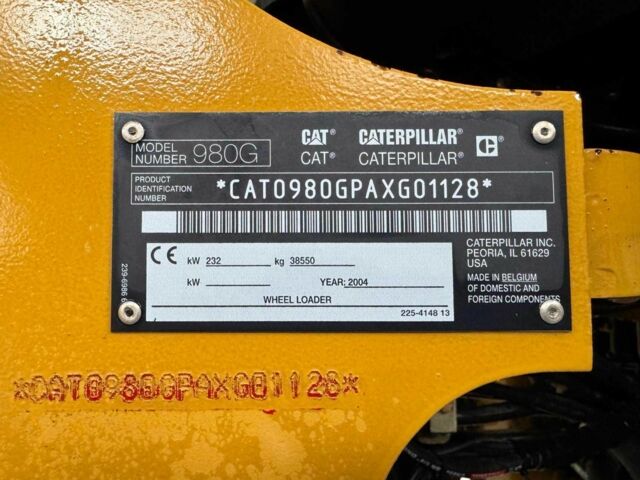 MODEL NUMBER 980G
CAT® CATERPILLAR®
CAT® CATERPILLAR®
C
PRODUCT IDENTIFICATION NUMBER *CAT0980GPAXG01128*
CE kW 232 kg 38550
kW YEAR: 2004
WHEEL LOADER
225-4148 13
CATERPILLAR INC.
PEORIA, IL 61629
USA
MADE IN BELGIUM
OF DOMESTIC AND
FOREIGN COMPONENTS
239-6986
*CAT0980GPAXG01128*